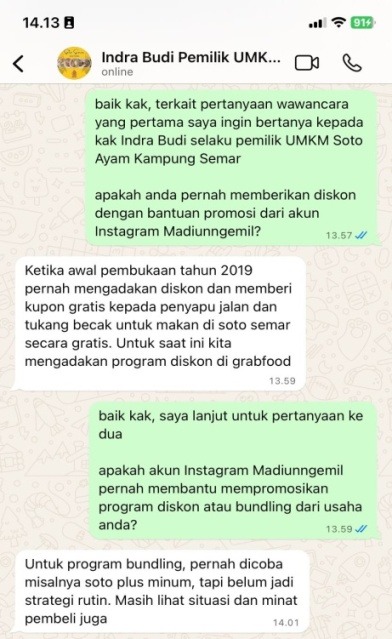 14.13
91
Indra Budi Pemilik UMK...
online
baik kak, terkait pertanyaan wawancara
yang pertama saya ingin bertanya kepada
kak Indra Budi selaku pemilik UMKM Soto
Ayam Kampung Semar
apakah anda pernah memberikan diskon
dengan bantuan promosi dari akun
Instagram Madiunngemil?
13.57
Ketika awal pembukaan tahun 2019
pernah mengadakan diskon dan memberi
kupon gratis kepada penyapu jalan dan
tukang becak untuk makan di soto semar
secara gratis. Untuk saat ini kita
mengadakan program diskon di grabfood
13.59
baik kak, saya lanjut untuk pertanyaan ke
dua
apakah akun Instagram Madiunngemil
pernah membantu mempromosikan
program diskon atau bundling dari usaha
anda?
13.59
Untuk program bundling, pernah dicoba
misalnya soto plus minum, tapi belum jadi
strategi rutin. Masih lihat situasi dan minat
pembeli juga
14.01